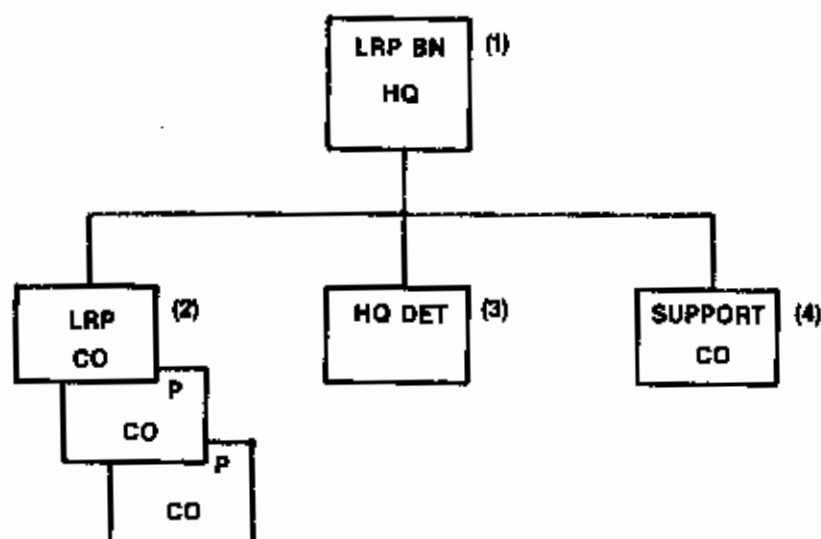 LRP BN (1)
HQ
LRP (2)
CO
P
CO
P
CO
HQ DET (3)
SUPPORT (4)
CO